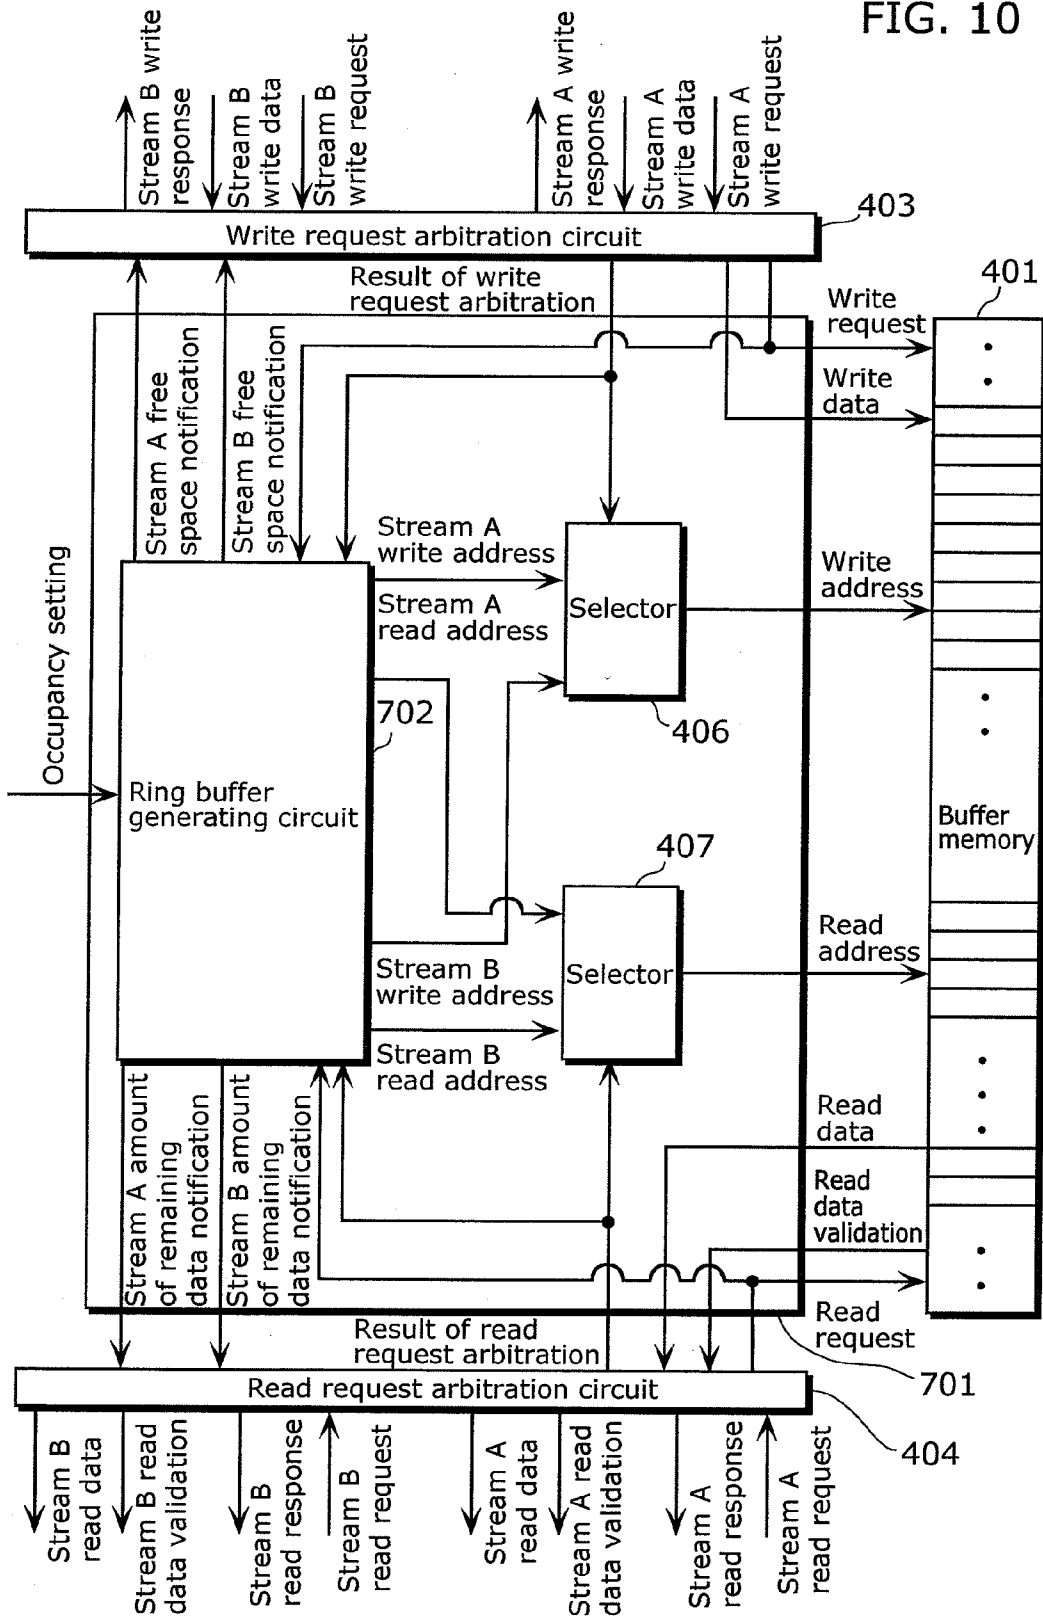 FIG. 10
Stream B write
response
Stream B
write data
Stream B
write request
Stream A write
response
Stream A
write data
Stream A
write request
403
Write request arbitration circuit
Result of write
request arbitration
401
Write
request
Write
data
Stream A free
space notification
Stream B free
space notification
Stream A
write address
Stream A
read address
Selector
406
Write
address
Occupancy setting
702
Ring buffer
generating circuit
Buffer
memory
407
Selector
Read
address
Stream B
write address
Stream B
read address
Stream A amount
of remaining
data notification
Stream B amount
of remaining
data notification
Read
data
Read
data
validation
Read
request
Result of read
request arbitration
701
Read request arbitration circuit
404
Stream B
read data
Stream B read
data validation
Stream B
read response
Stream B
read request
Stream A
read data
Stream A read
data validation
Stream A
read response
Stream A
read request